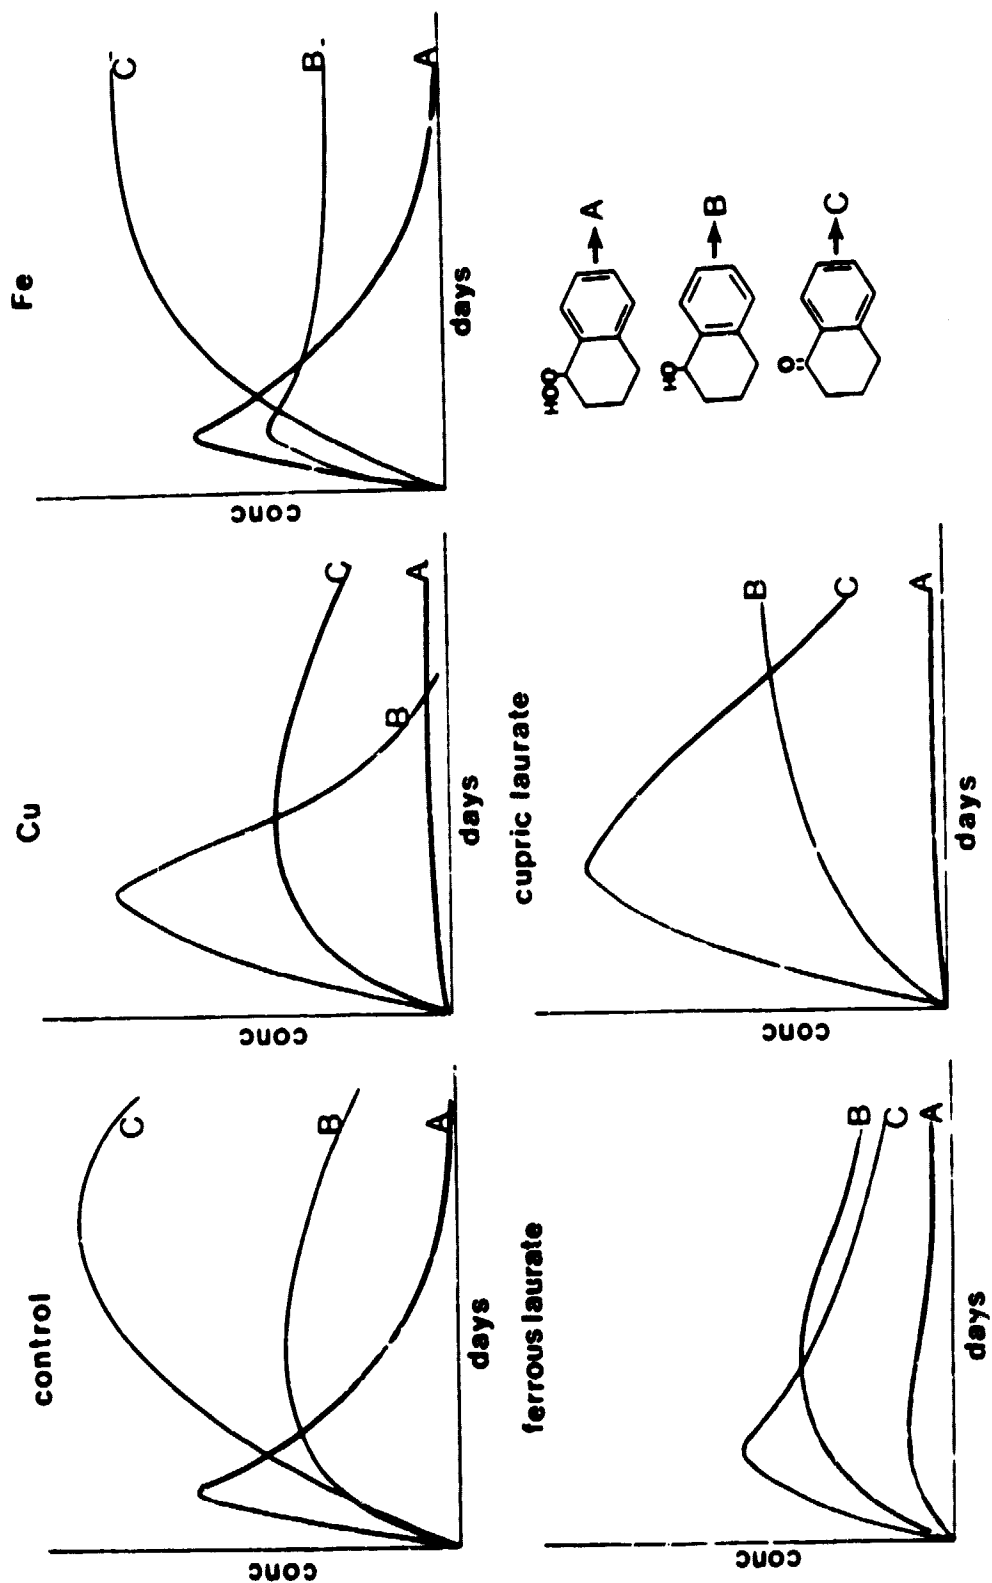 control
conc
C
B
A
days
Cu
conc
C
A
B
days
Fe
conc
C
B.
A
days
ferrous laurate
conc
B
C
A
days
cupric laurate
conc
B
C
A
days
HOO
A
HO
B
O
C